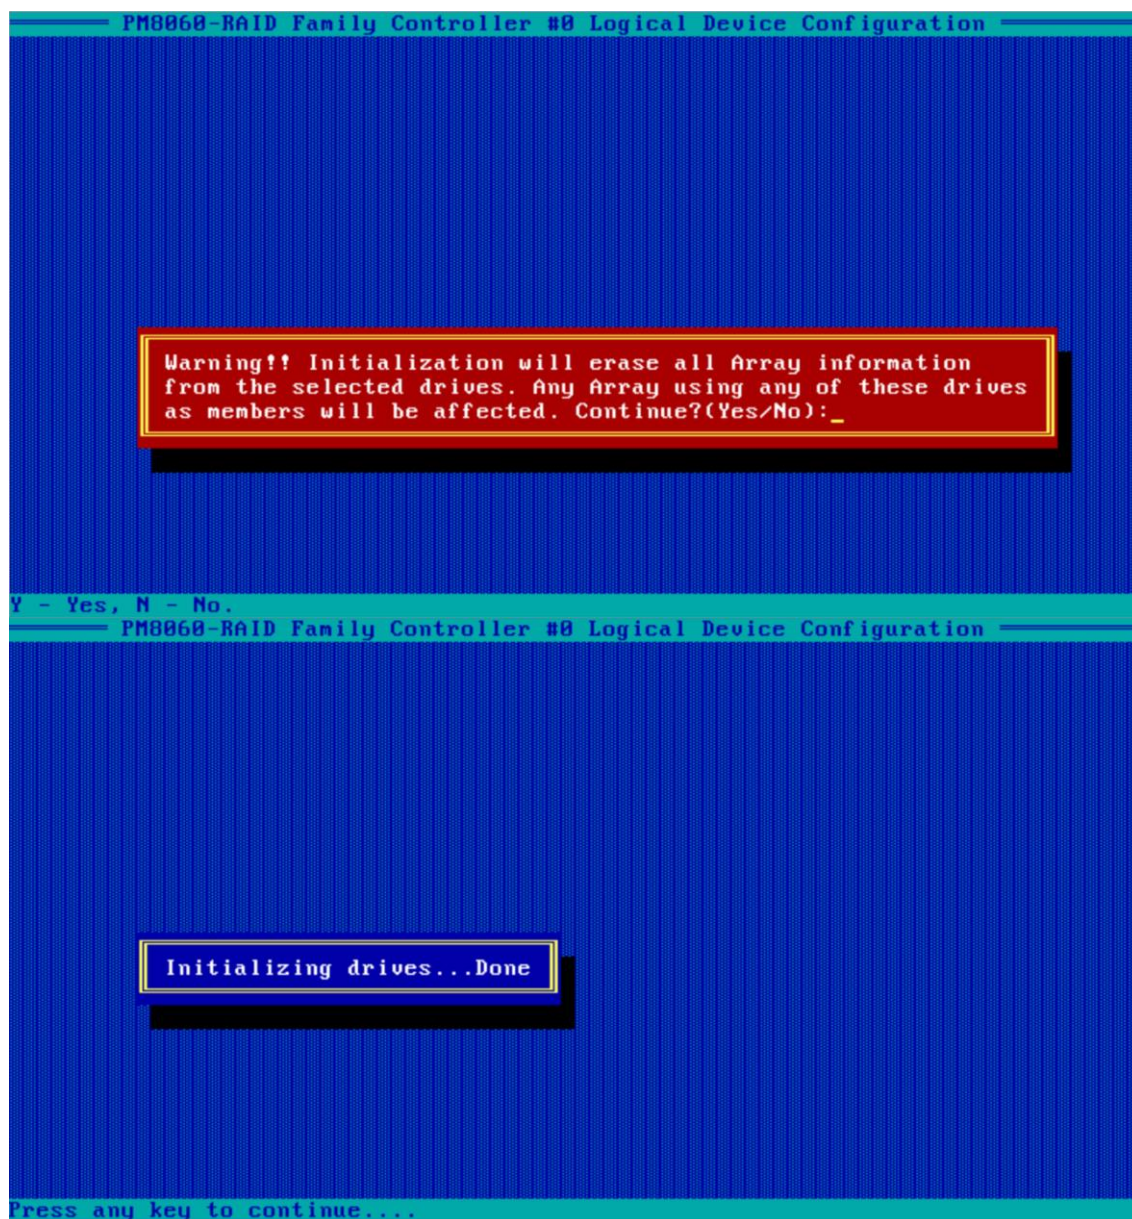 PM8060-RAID Family Controller #0 Logical Device Configuration
Warning!! Initialization will erase all Array information
from the selected drives. Any Array using any of these drives
as members will be affected. Continue?(Yes/No):_
Y - Yes, N - No.
PM8060-RAID Family Controller #0 Logical Device Configuration
Initializing drives...Done
Press any key to continue....